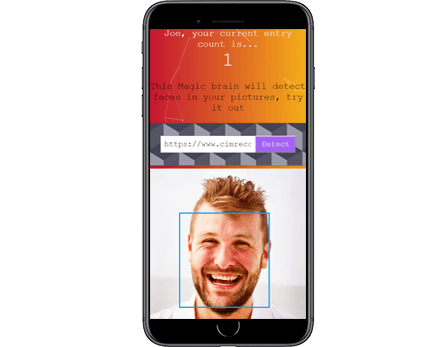 Joe, your current entry
count is...
1
This Magic brain will detect
faces in your pictures, try
it out
https://www.cimrecc Detect